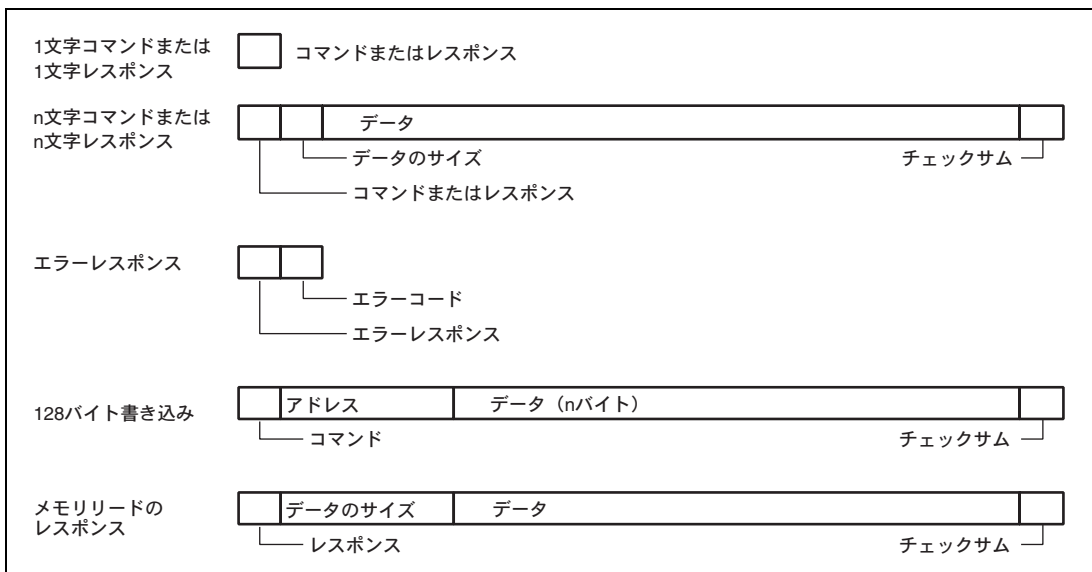 1文字コマンドまたは
1文字レスポンス
コマンドまたはレスポンス
n文字コマンドまたは
n文字レスポンス
データ
データのサイズ
チェックサム
コマンドまたはレスポンス
エラーレスポンス
エラーコード
エラーレスポンス
128バイト書き込み
アドレス
データ（nバイト）
コマンド
チェックサム
メモリリードの
レスポンス
データのサイズ
データ
レスポンス
チェックサム